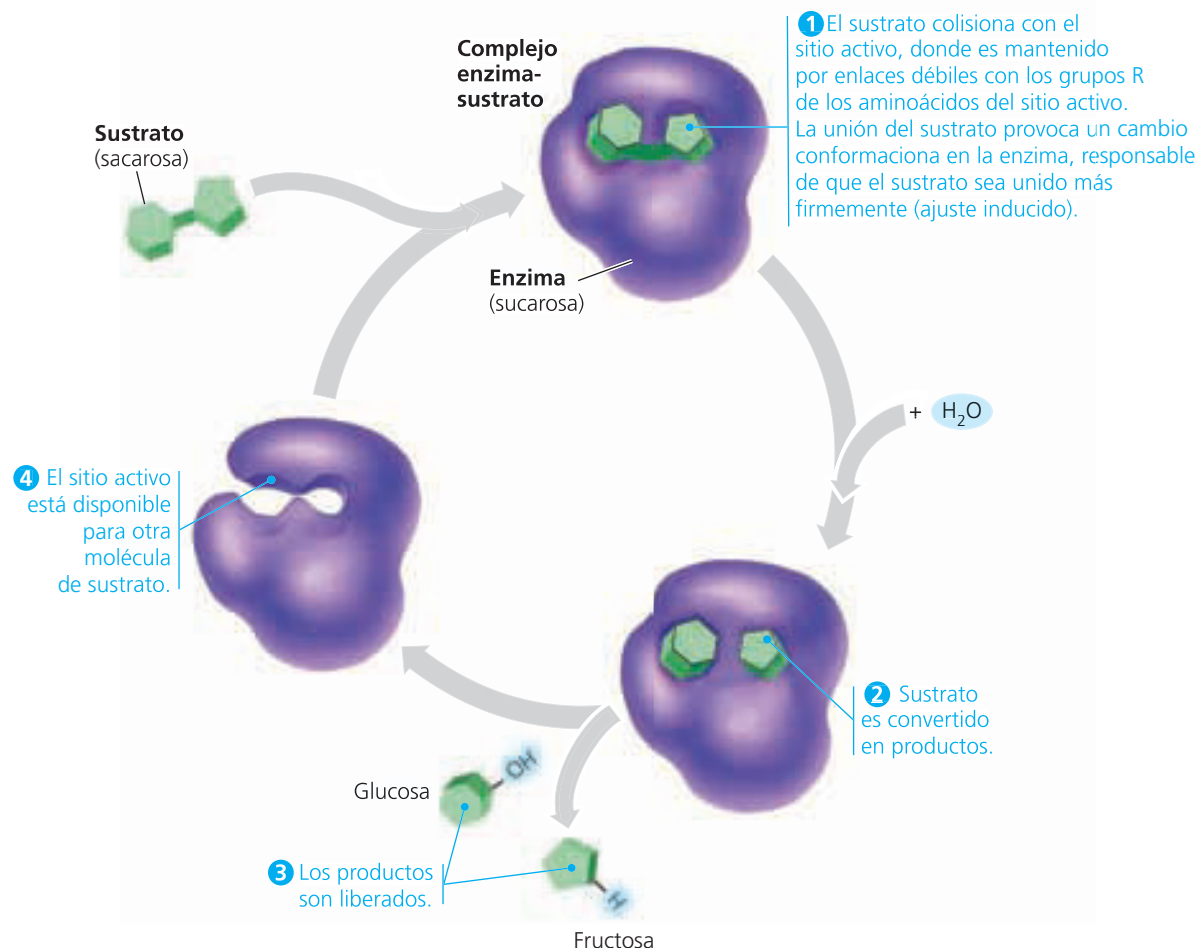 Complejo
enzima-
sustrato
1 El sustrato colisiona con el
sitio activo, donde es mantenido
por enlaces débiles con los grupos R
de los aminoácidos del sitio activo.
La unión del sustrato provoca un cambio
conformaciona en la enzima, responsable
de que el sustrato sea unido más
firmemente (ajuste inducido).
Sustrato
(sacarosa)
Enzima
(sucarosa)
+ H₂O
4 El sitio activo
está disponible
para otra
molécula
de sustrato.
2 Sustrato
es convertido
en productos.
Glucosa
OH
3 Los productos
son liberados.
H
Fructosa